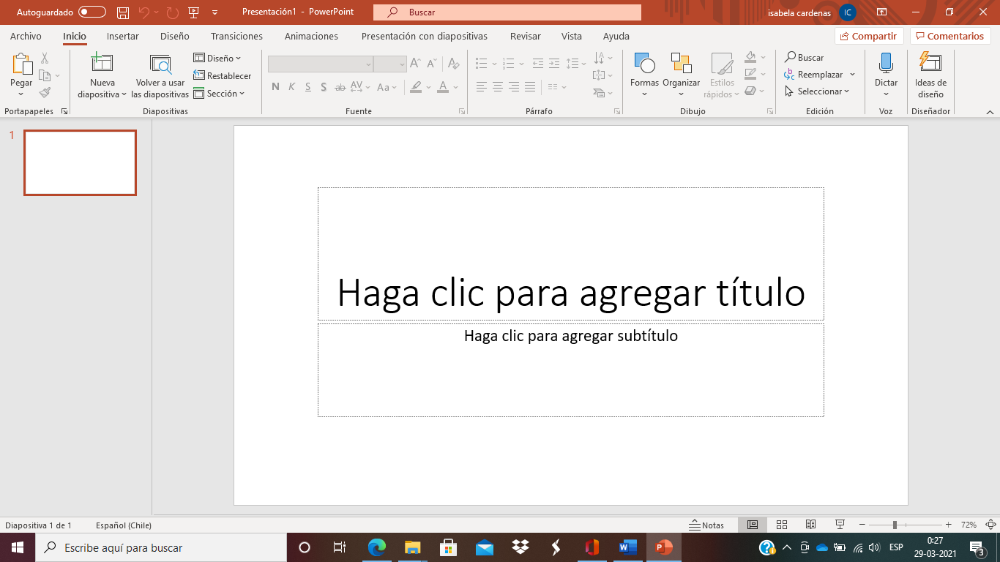 Autoguardado
Presentación1 - PowerPoint
Buscar
isabela cardenas
IC
Archivo Inicio Insertar Diseño Transiciones Animaciones Presentación con diapositivas Revisar Vista Ayuda
Compartir
Comentarios
Pegar
Nueva
diapositiva
Volver a usar
las diapositivas
Diseño
Restablecer
Sección
N K S S ab AV Aa
Formas
Organizar
Estilos
rápidos
Buscar
Reemplazar
Seleccionar
Dictar
Ideas de
diseño
Portapapeles
Diapositivas
Fuente
Párrafo
Dibujo
Edición
Voz
Diseñador
1
Haga clic para agregar título
Haga clic para agregar subtítulo
Diapositiva 1 de 1
Español (Chile)
Notas
72%
Escribe aquí para buscar
ESP
0:27
29-03-2021
3